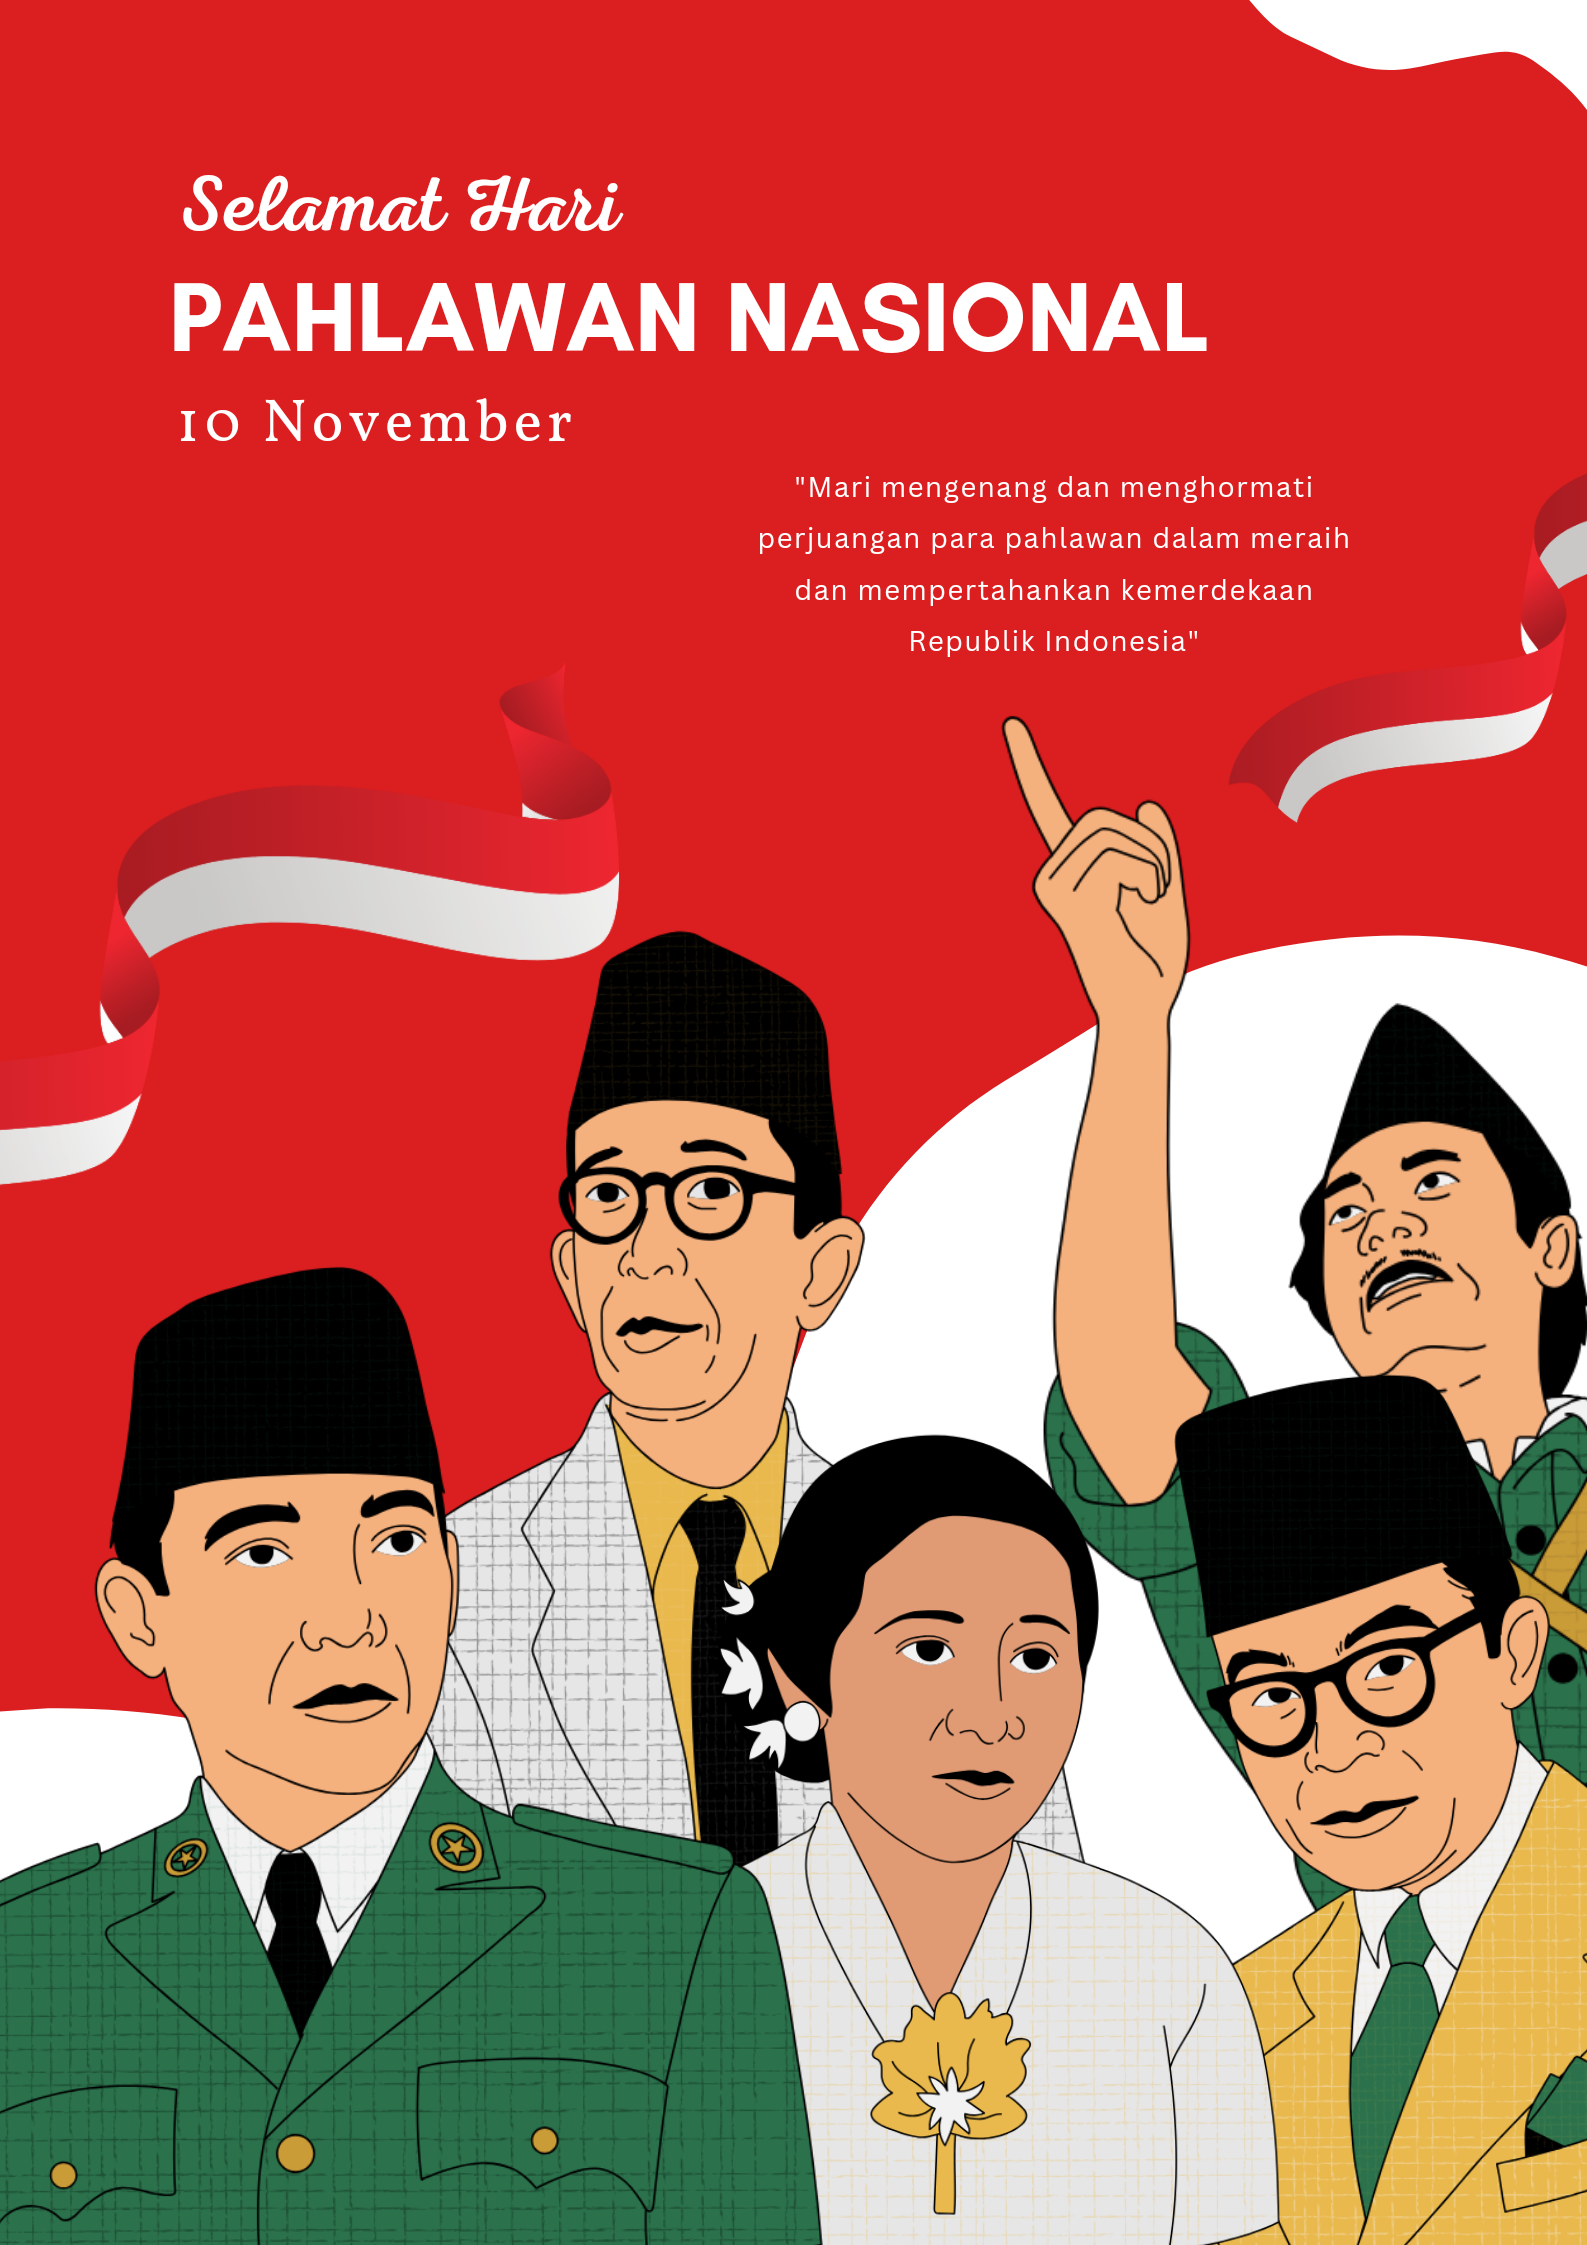 Selamat Hari
PAHLAWAN NASIONAL
10 November
"Mari mengenang dan menghormati
perjuangan para pahlawan dalam meraih
dan mempertahankan kemerdekaan
Republik Indonesia"